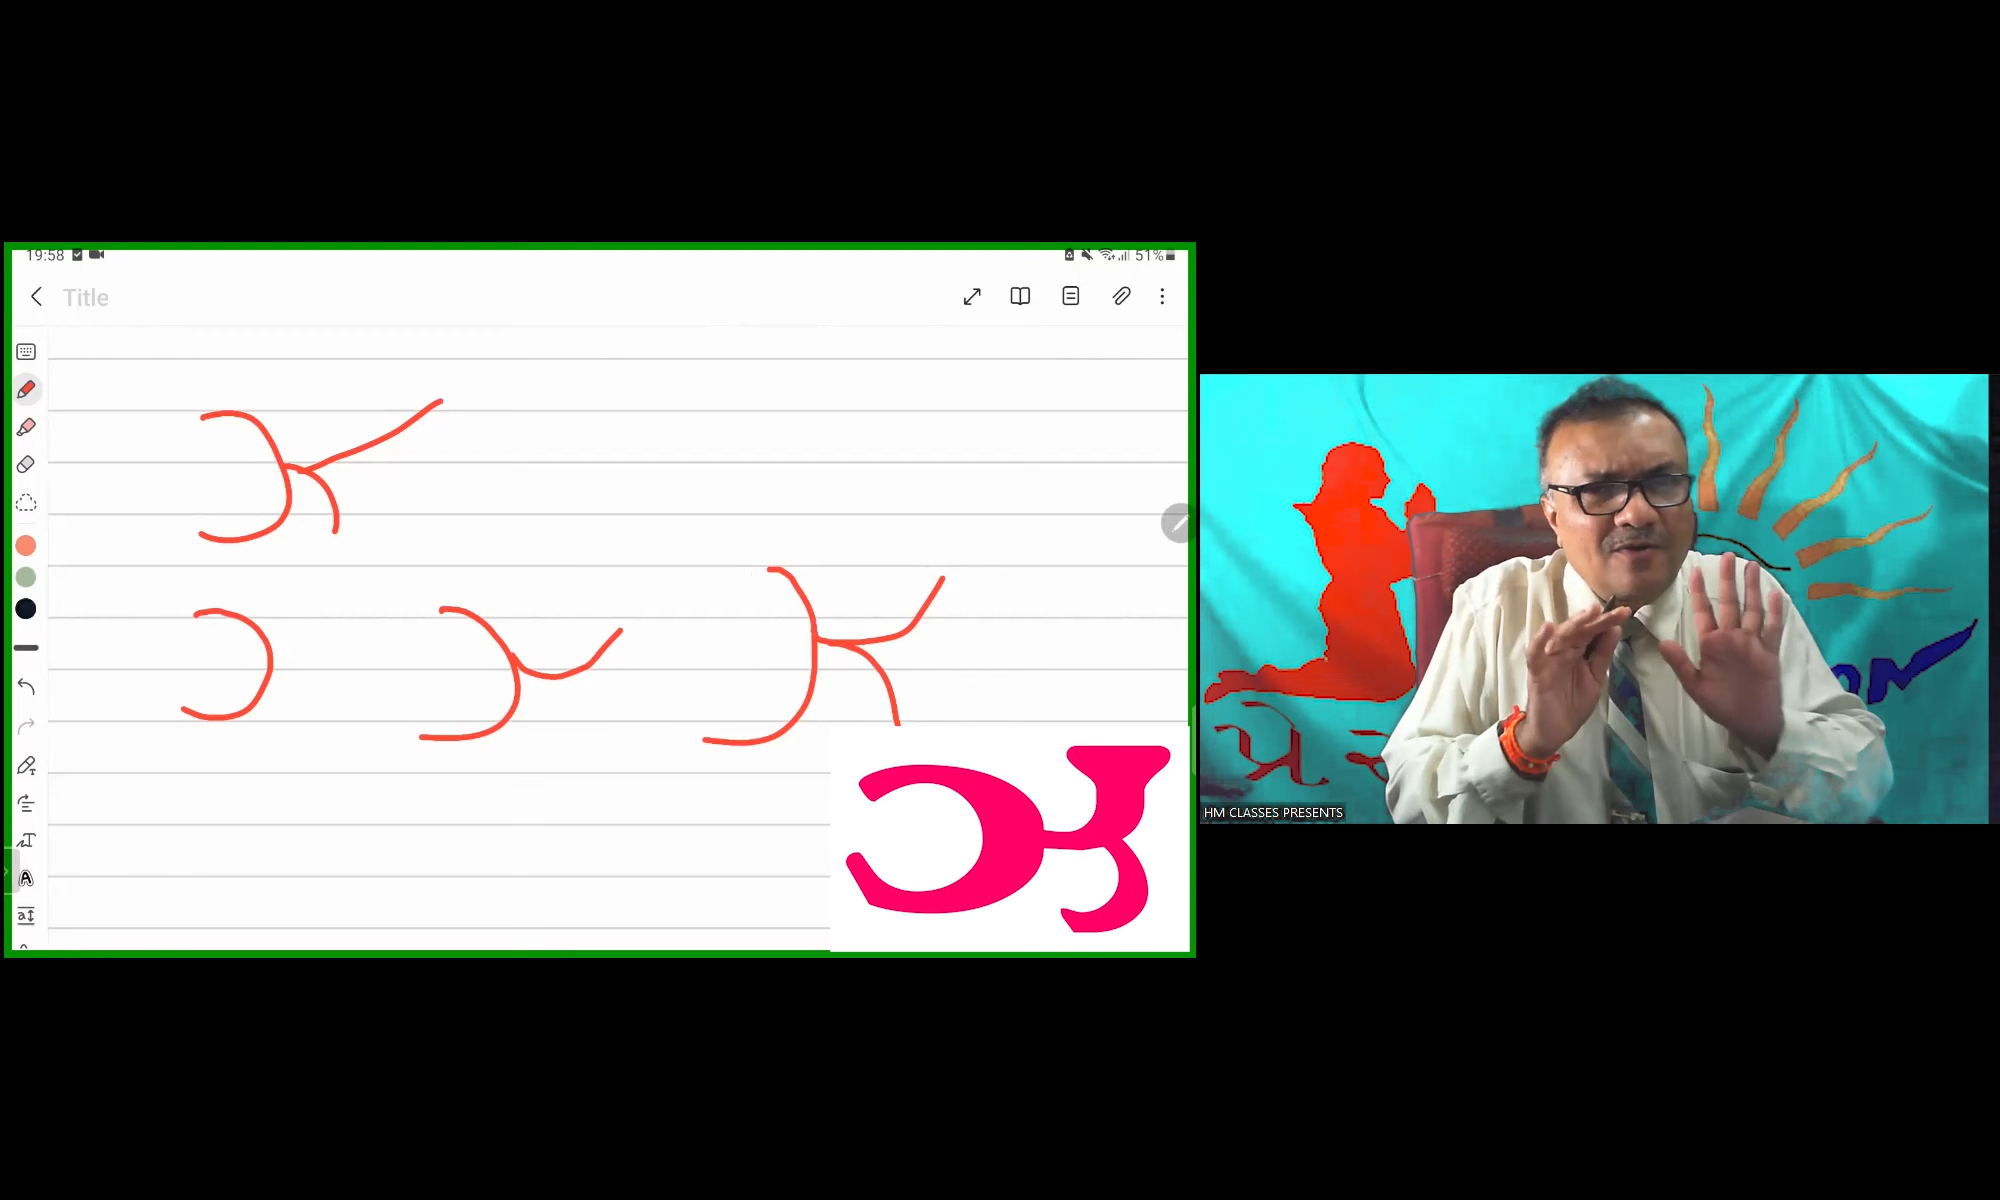 19:58 51%
Title
ઝ
ઝ
ઝ
HM CLASSES PRESENTS